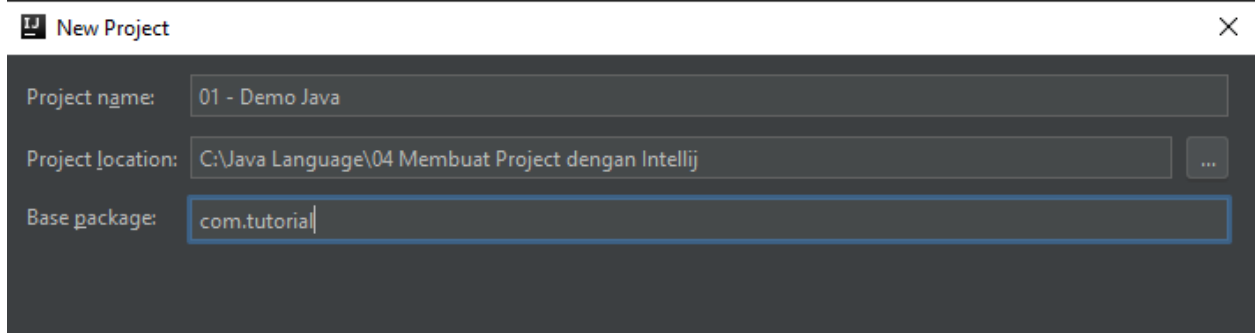 IJ New Project
Project name: 01 - Demo Java
Project location: C:\Java Language\04 Membuat Project dengan Intellij ...
Base package: com.tutorial